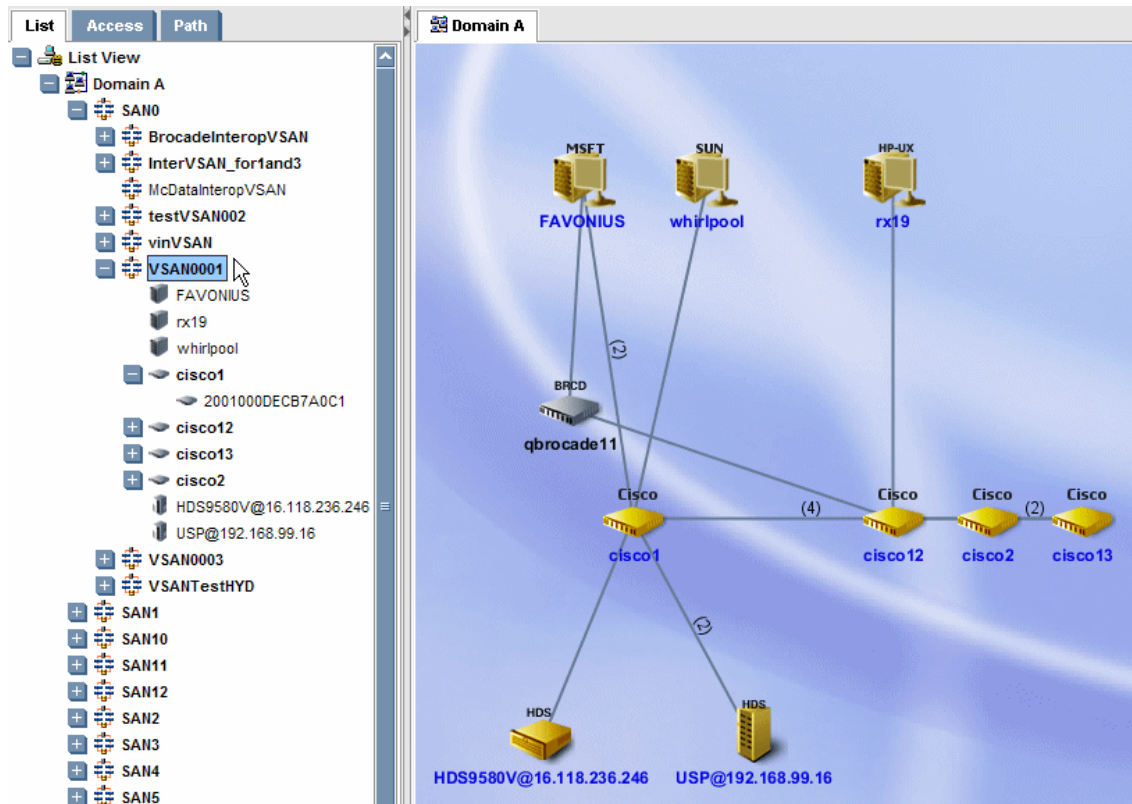 List Access Path
List View
Domain A
SAN0
BrocadeInteropVSAN
InterVSAN_for1and3
McDataInteropVSAN
testVSAN002
vinVSAN
VSAN0001
FAVONIUS
rx19
whirlpool
cisco1
2001000DECB7A0C1
cisco12
cisco13
cisco2
HDS9580V@16.118.236.246
USP@192.168.99.16
VSAN0003
VSANTestHYD
SAN1
SAN10
SAN11
SAN12
SAN2
SAN3
SAN4
SAN5
Domain A
MSFT SUN HP-UX
FAVONIUS whirlpool rx19
(2)
BRCD
qbrocade11
Cisco Cisco Cisco Cisco
(4) (2)
cisco1 cisco12 cisco2 cisco13
(2)
HDS HDS
HDS9580V@16.118.236.246 USP@192.168.99.16